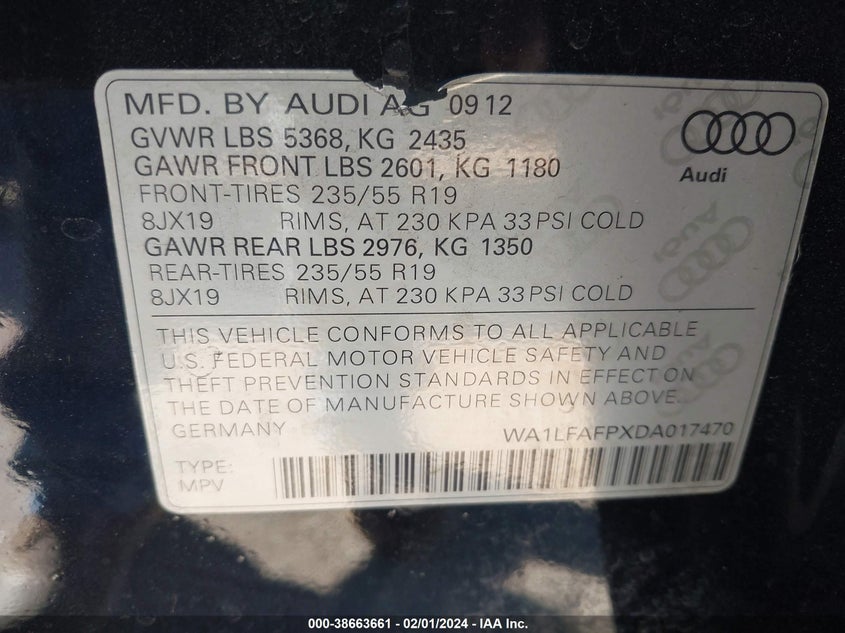 MFD. BY AUDI AG 09 12
GVWR LBS 5368, KG 2435
GAWR FRONT LBS 2601, KG 1180
FRONT-TIRES 235/55 R19
8JX19 RIMS, AT 230 KPA 33 PSI COLD
GAWR REAR LBS 2976, KG 1350
REAR-TIRES 235/55 R19
8JX19 RIMS, AT 230 KPA 33 PSI COLD
Audi
Audi
THIS VEHICLE CONFORMS TO ALL APPLICABLE
U.S. FEDERAL MOTOR VEHICLE SAFETY AND
THEFT PREVENTION STANDARDS IN EFFECT ON
THE DATE OF MANUFACTURE SHOWN ABOVE.
GERMANY WA1LFAFPXDA017470
TYPE:
MPV
000-38663661 - 02/01/2024 - IAA Inc.